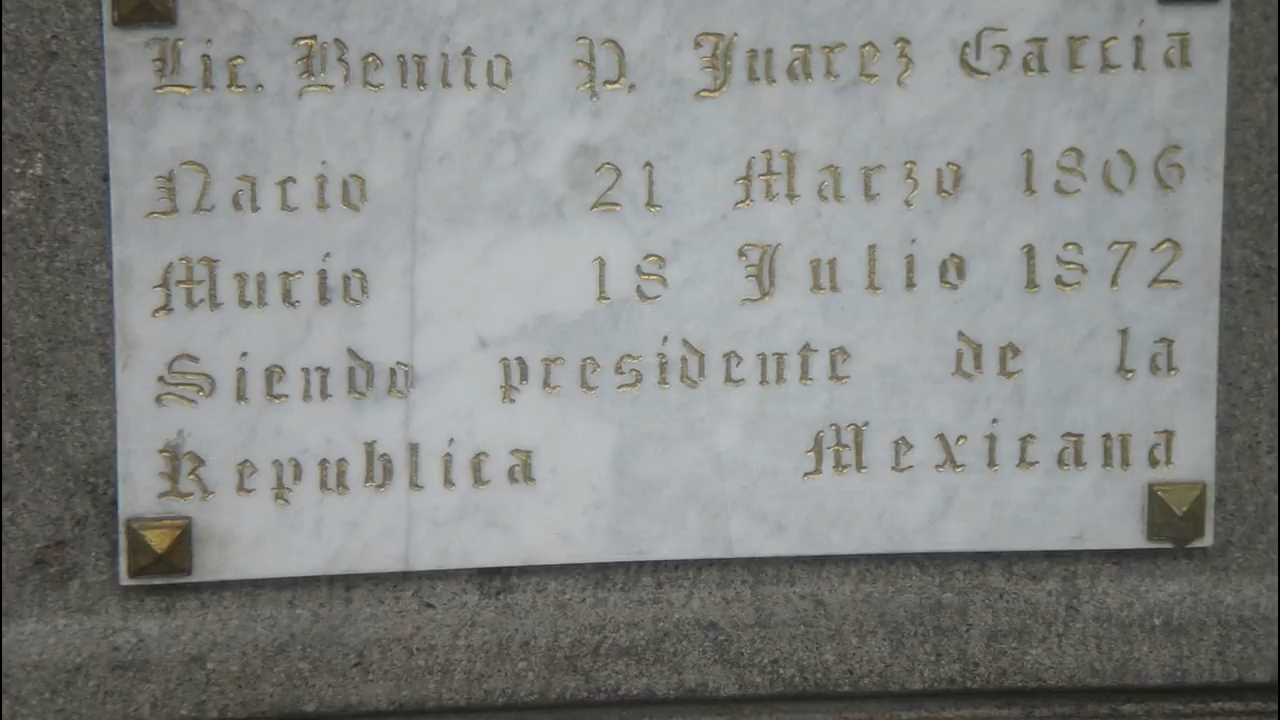 Lic. Benito P. Juarez Garcia
Nacio 21 Marzo 1806
Murio 18 Julio 1872
Siendo presidente de la
Republica Mexicana